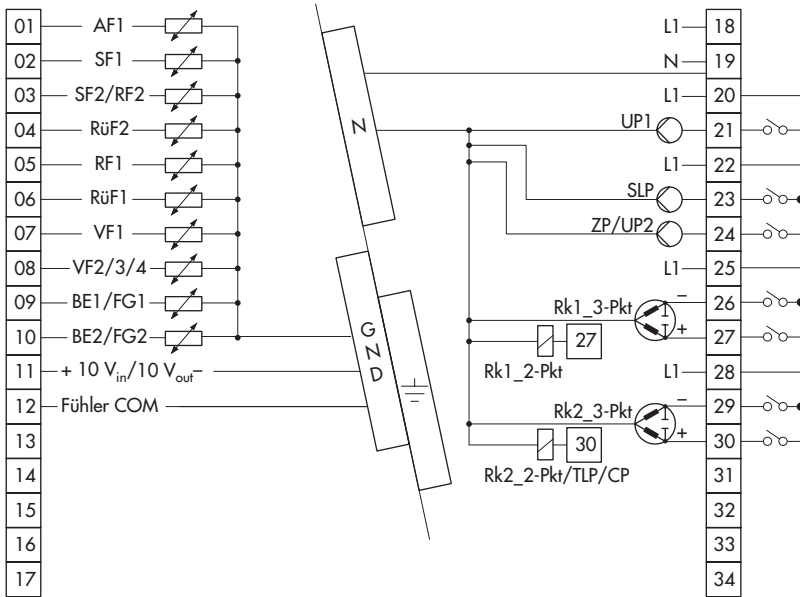 01 AF1
02 SF1
03 SF2/RF2
04 RüF2
05 RF1
06 RüF1
07 VF1
08 VF2/3/4
09 BE1/FG1
10 BE2/FG2
11 + 10 Vin/10 Vout–
12 Fühler COM
13
14
15
16
17
N
GND
L1 18
N 19
L1 20
UP1 21
L1 22
SLP 23
ZP/UP2 24
L1 25
Rk1_3-Pkt – 26
+ 27
27
Rk1_2-Pkt
L1 28
Rk2_3-Pkt – 29
+ 30
30
Rk2_2-Pkt/TLP/CP
31
32
33
34